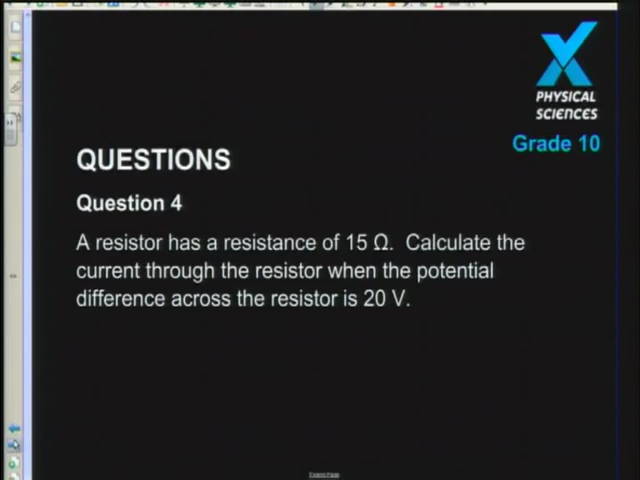 PHYSICAL
SCIENCES
Grade 10
QUESTIONS
Question 4
A resistor has a resistance of 15 Ω. Calculate the
current through the resistor when the potential
difference across the resistor is 20 V.